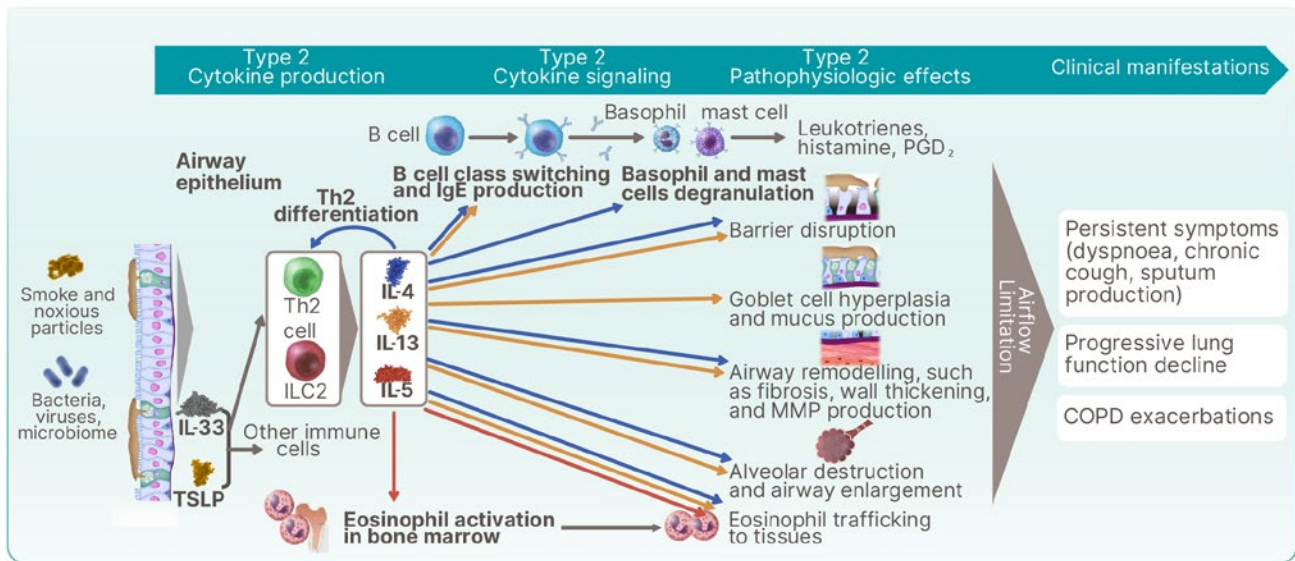 Type 2
Cytokine production
Type 2
Cytokine signaling
Type 2
Pathophysiologic effects
Clinical manifestations
B cell
Basophil
mast cell
Leukotrienes,
histamine, PGD₂
Airway
epithelium
B cell class switching
and IgE production
Basophil and mast
cells degranulation
Th2
differentiation
Barrier disruption
Smoke and
noxious particles
Th2
cell
ILC2
IL-4
IL-13
IL-5
Goblet cell hyperplasia
and mucus production
Airway remodelling, such
as fibrosis, wall thickening,
and MMP production
Bacteria,
viruses,
microbiome
IL-33
TSLP
Other immune
cells
Alveolar destruction
and airway enlargement
Eosinophil activation
in bone marrow
Eosinophil trafficking
to tissues
Airflow
Limitation
Persistent symptoms
(dyspnoea, chronic
cough, sputum
production)
Progressive lung
function decline
COPD exacerbations